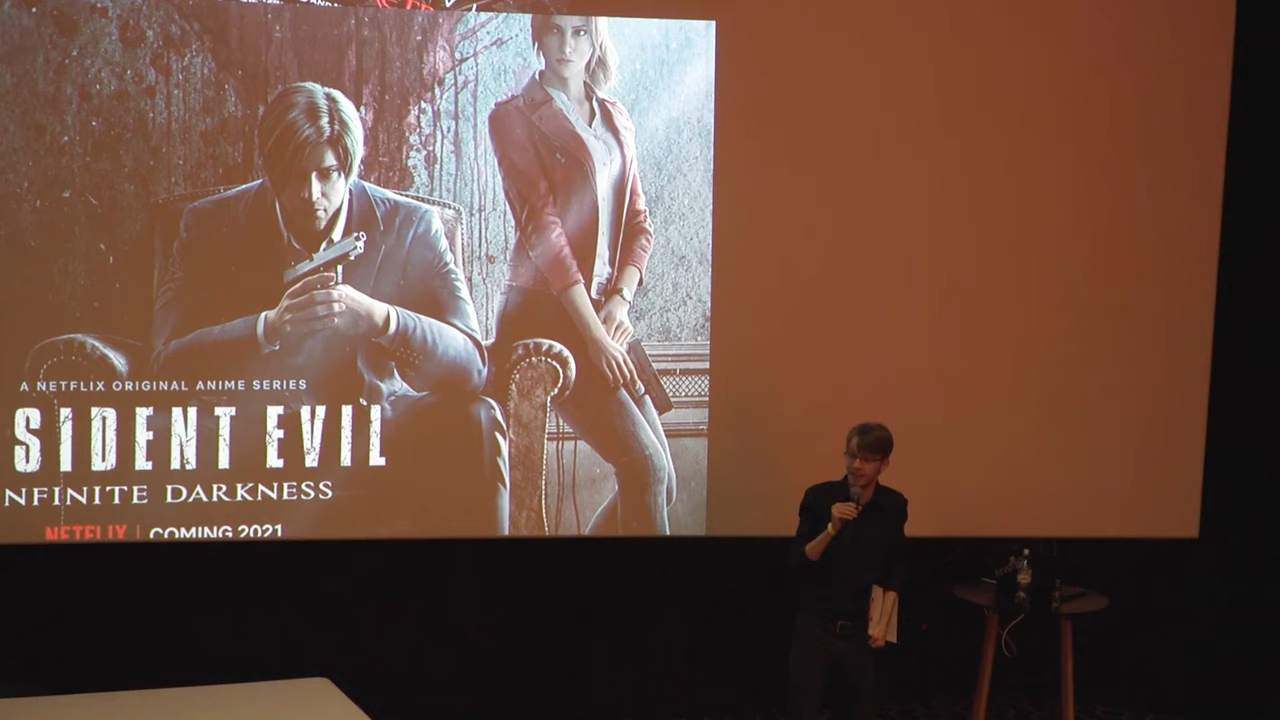 A NETFLIX ORIGINAL ANIME SERIES
SIDENT EVIL
NFINITE DARKNESS
NETFLIX | COMING 2021